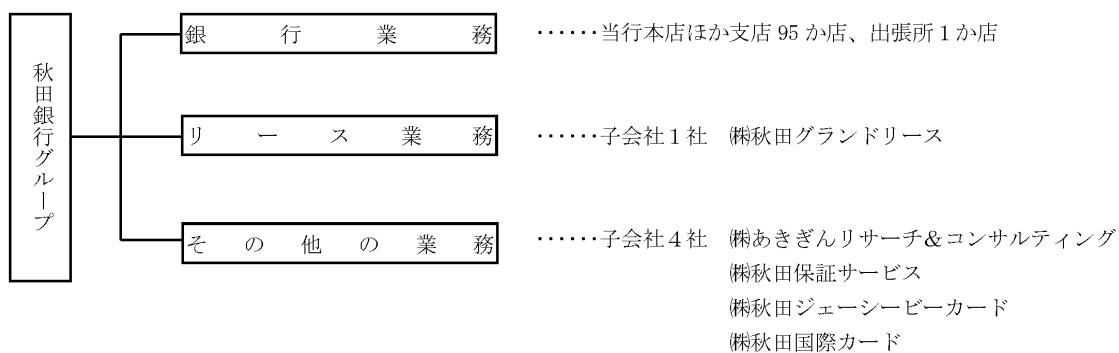 秋田銀行グループ
銀行業務 ・・・・・・当行本店ほか支店 95 か店、出張所1か店
リース業務 ・・・・・・子会社1社 ㈱秋田グランドリース
その他の業務 ・・・・・・子会社4社 ㈱あきぎんリサーチ＆コンサルティング
㈱秋田保証サービス
㈱秋田ジェーシービーカード
㈱秋田国際カード